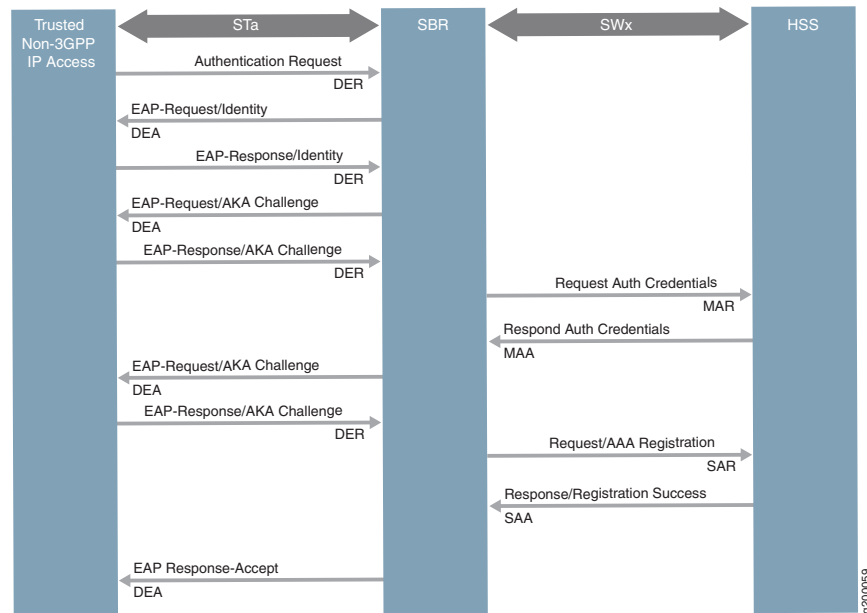 Trusted
Non-3GPP
IP Access
STa
SBR
SWx
HSS
Authentication Request
DER
EAP-Request/Identity
DEA
EAP-Response/Identity
DER
EAP-Request/AKA Challenge
DEA
EAP-Response/AKA Challenge
DER
Request Auth Credentials
MAR
Respond Auth Credentials
MAA
EAP-Request/AKA Challenge
DEA
EAP-Response/AKA Challenge
DER
Request/AAA Registration
SAR
Response/Registration Success
SAA
EAP Response-Accept
DEA